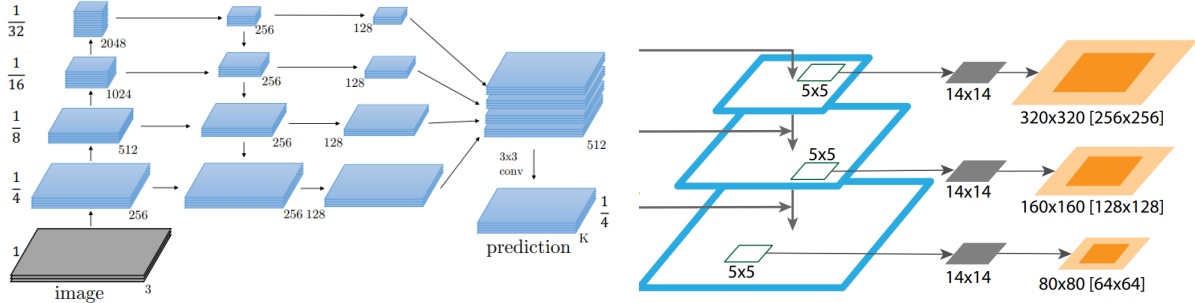 1/32
2048
256
128
1/16
1024
256
128
1/8
512
256
128
512
1/4
256
256
128
3x3
conv
1/4
K
prediction
1
3
image
5x5
14x14
320x320 [256x256]
5x5
14x14
160x160 [128x128]
5x5
14x14
80x80 [64x64]